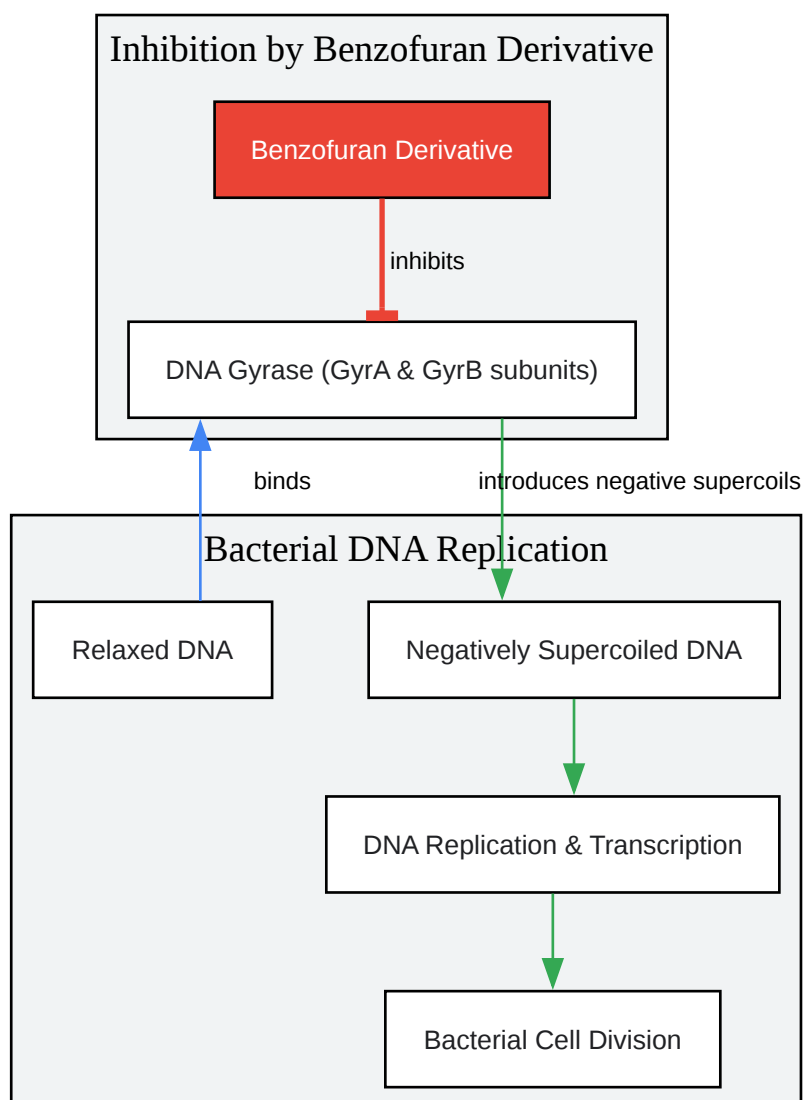 Inhibition by Benzofuran Derivative
Benzofuran Derivative
inhibits
DNA Gyrase (GyrA & GyrB subunits)
binds
introduces negative supercoils
Bacterial DNA Replication
Relaxed DNA
Negatively Supercoiled DNA
DNA Replication & Transcription
Bacterial Cell Division